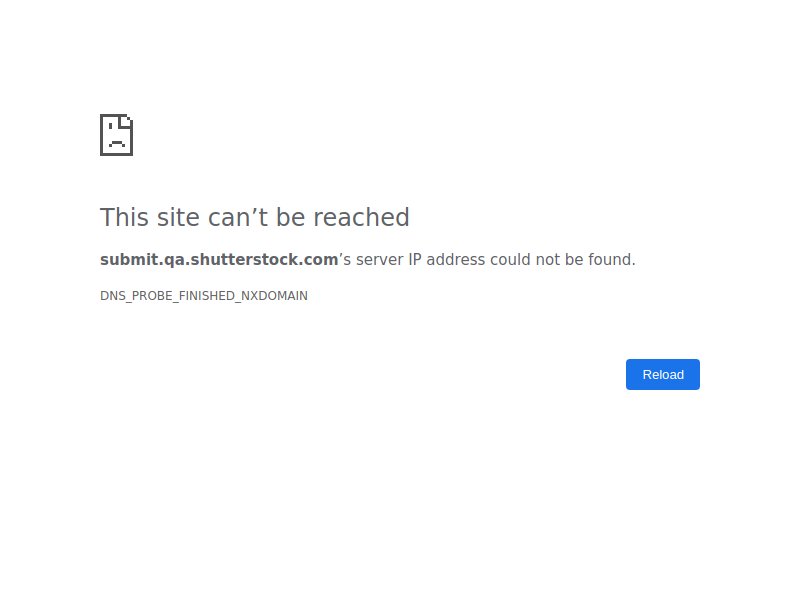 This site can’t be reached
submit.qa.shutterstock.com’s server IP address could not be found.
DNS_PROBE_FINISHED_NXDOMAIN
Reload